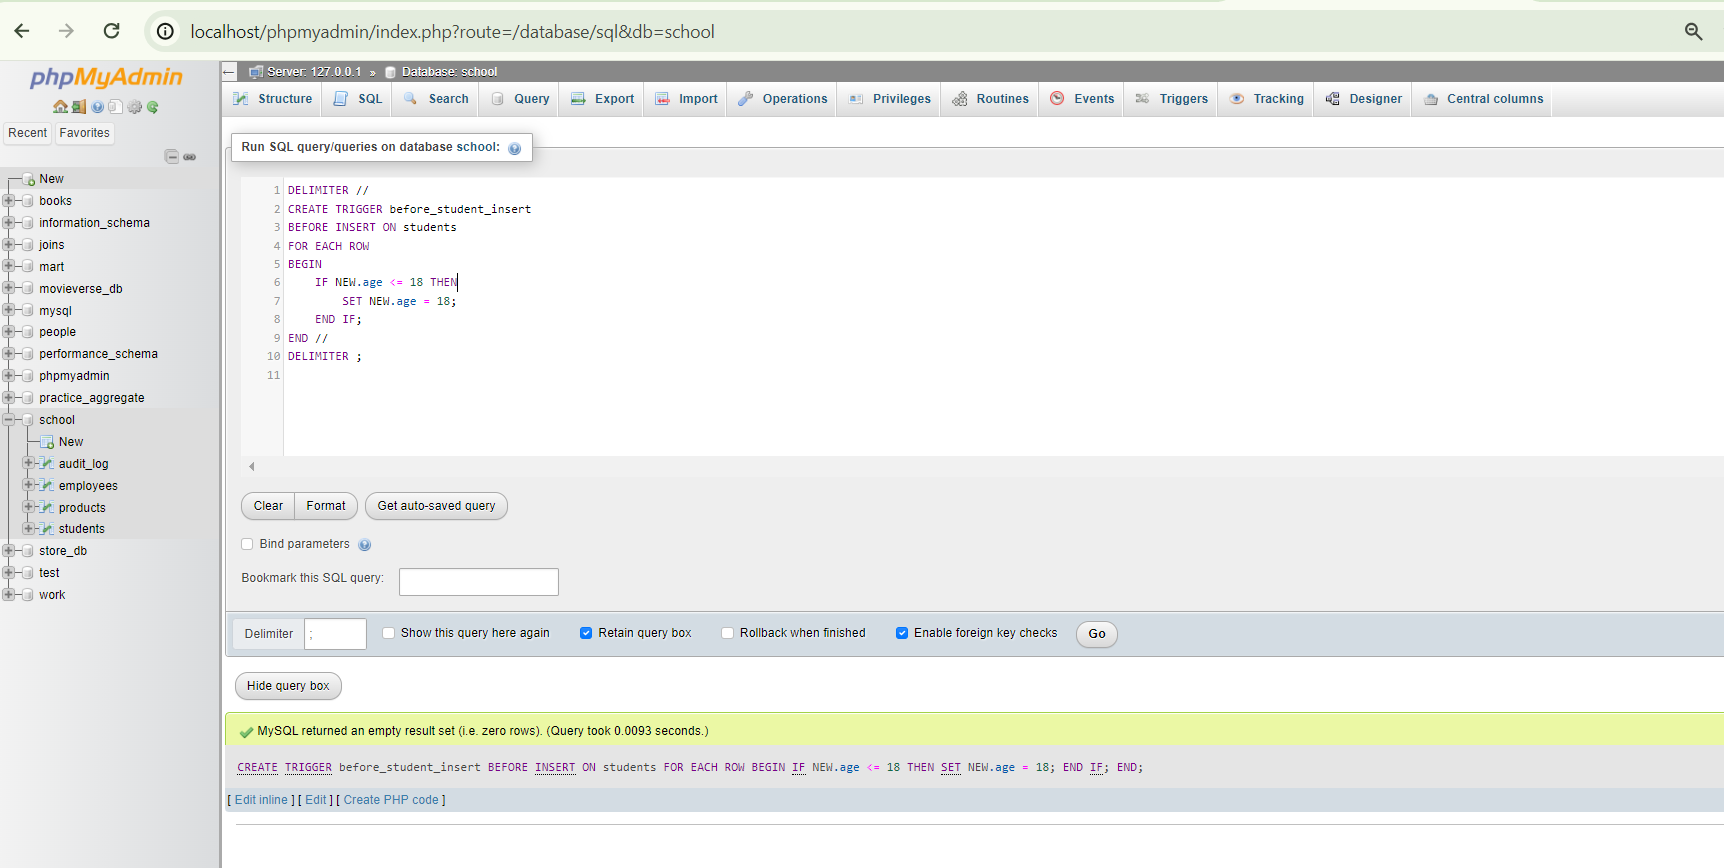 localhost/phpmyadmin/index.php?route=/database/sql&db=school
phpMyAdmin
Recent Favorites
New
books
information_schema
joins
mart
movieverse_db
mysql
people
performance_schema
phpmyadmin
practice_aggregate
school
New
audit_log
employees
products
students
store_db
test
work
Server: 127.0.0.1 » Database: school
Structure SQL Search Query Export Import Operations Privileges Routines Events Triggers Tracking Designer Central columns
Run SQL query/queries on database school:
1 DELIMITER //
2 CREATE TRIGGER before_student_insert
3 BEFORE INSERT ON students
4 FOR EACH ROW
5 BEGIN
6 IF NEW.age <= 18 THEN
7 SET NEW.age = 18;
8 END IF;
9 END //
10 DELIMITER ;
11
Clear Format Get auto-saved query
Bind parameters
Bookmark this SQL query:
Delimiter ; Show this query here again Retain query box Rollback when finished Enable foreign key checks Go
Hide query box
MySQL returned an empty result set (i.e. zero rows). (Query took 0.0093 seconds.)
CREATE TRIGGER before_student_insert BEFORE INSERT ON students FOR EACH ROW BEGIN IF NEW.age <= 18 THEN SET NEW.age = 18; END IF; END;
[ Edit inline ] [ Edit ] [ Create PHP code ]